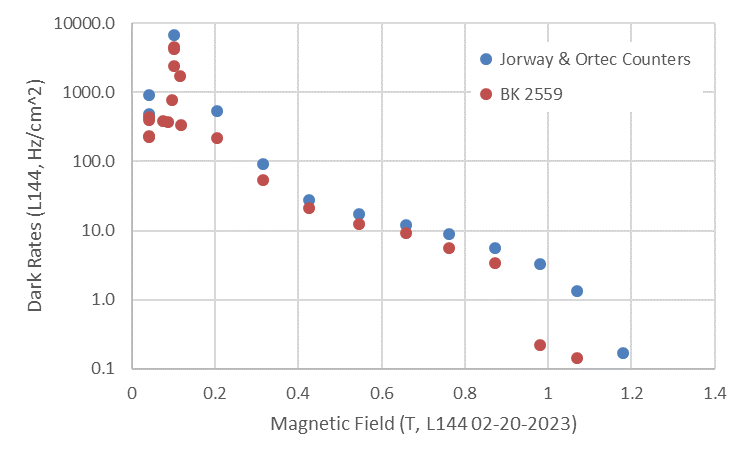 10000.0
1000.0
100.0
10.0
1.0
0.1
Dark Rates (L144, Hz/cm^2)
Jorway & Ortec Counters
BK 2559
0 0.2 0.4 0.6 0.8 1 1.2 1.4
Magnetic Field (T, L144 02-20-2023)